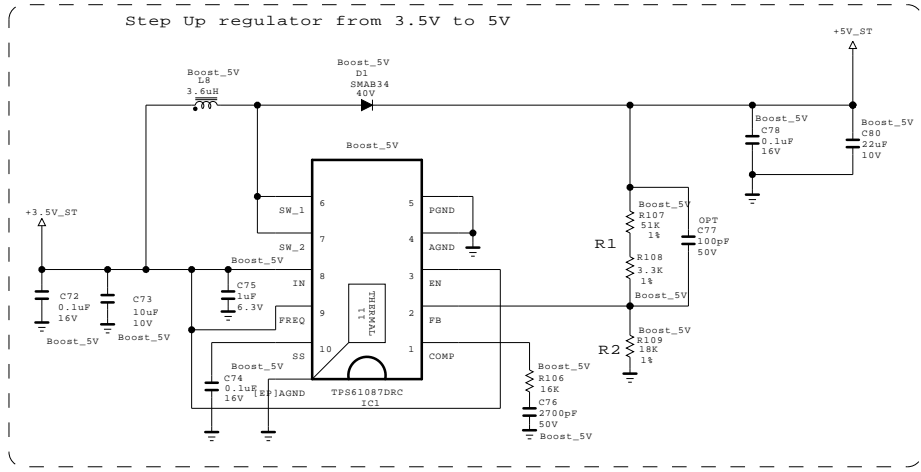 Step Up regulator from 3.5V to 5V
+5V_ST
Boost_5V
L8
3.6uH
Boost_5V
D1
SMAB34
40V
Boost_5V
C78
0.1uF
16V
Boost_5V
C80
22uF
10V
Boost_5V
6
SW_1
7
SW_2
8
IN
9
FREQ
10
SS
[EP]AGND
5
PGND
4
AGND
3
EN
2
FB
1
COMP
THERMAL
11
TPS61087DRC
IC1
+3.5V_ST
C72
0.1uF
16V
Boost_5V
C73
10uF
10V
Boost_5V
Boost_5V
C75
1uF
6.3V
Boost_5V
C74
0.1uF
16V
R1
Boost_5V
R107
51K
1%
R108
3.3K
1%
Boost_5V
OPT
C77
100pF
50V
R2
Boost_5V
R109
18K
1%
Boost_5V
R106
16K
C76
2700pF
50V
Boost_5V